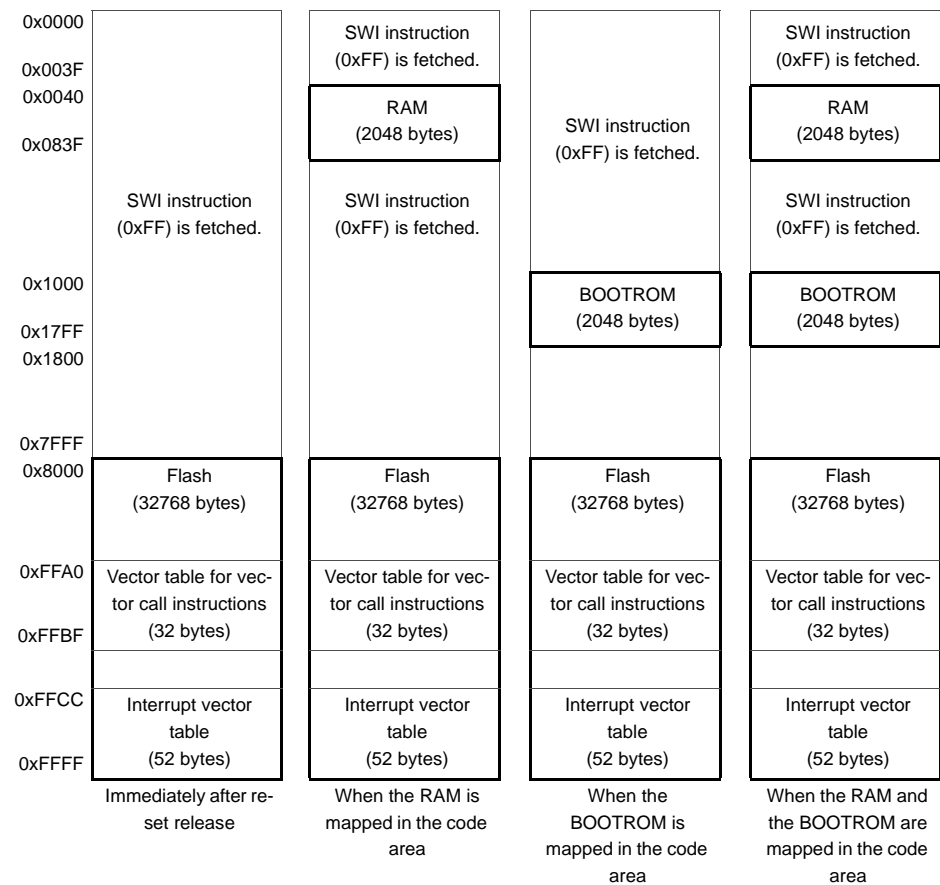 0x0000
0x003F
0x0040
0x083F
0x1000
0x17FF
0x1800
0x7FFF
0x8000
0xFFA0
0xFFBF
0xFFCC
0xFFFF
SWI instruction
(0xFF) is fetched.
Flash
(32768 bytes)
Vector table for vec-
tor call instructions
(32 bytes)
Interrupt vector
table
(52 bytes)
Immediately after re-
set release
SWI instruction
(0xFF) is fetched.
RAM
(2048 bytes)
SWI instruction
(0xFF) is fetched.
Flash
(32768 bytes)
Vector table for vec-
tor call instructions
(32 bytes)
Interrupt vector
table
(52 bytes)
When the RAM is
mapped in the code
area
SWI instruction
(0xFF) is fetched.
BOOTROM
(2048 bytes)
Flash
(32768 bytes)
Vector table for vec-
tor call instructions
(32 bytes)
Interrupt vector
table
(52 bytes)
When the
BOOTROM is
mapped in the code
area
SWI instruction
(0xFF) is fetched.
RAM
(2048 bytes)
SWI instruction
(0xFF) is fetched.
BOOTROM
(2048 bytes)
Flash
(32768 bytes)
Vector table for vec-
tor call instructions
(32 bytes)
Interrupt vector
table
(52 bytes)
When the RAM and
the BOOTROM are
mapped in the code
area